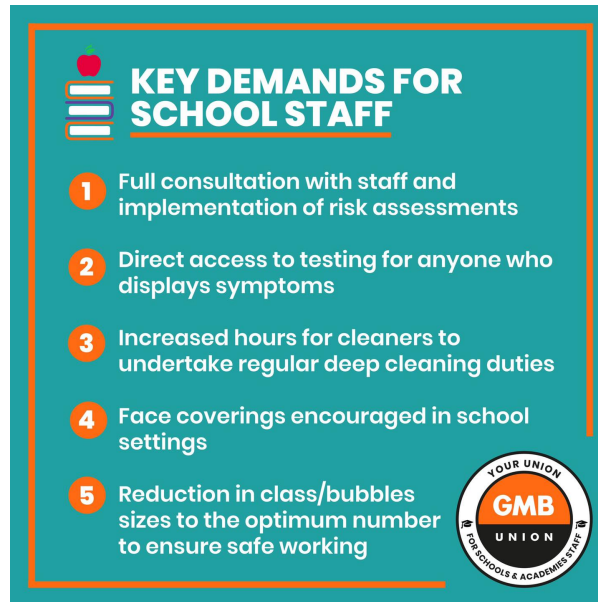 KEY DEMANDS FOR
SCHOOL STAFF
1
Full consultation with staff and
implementation of risk assessments
2
Direct access to testing for anyone who
displays symptoms
3
Increased hours for cleaners to
undertake regular deep cleaning duties
4
Face coverings encouraged in school
settings
5
Reduction in class/bubbles
sizes to the optimum number
to ensure safe working
YOUR UNION
GMB
UNION
FOR SCHOOLS & ACADEMIES STAFF